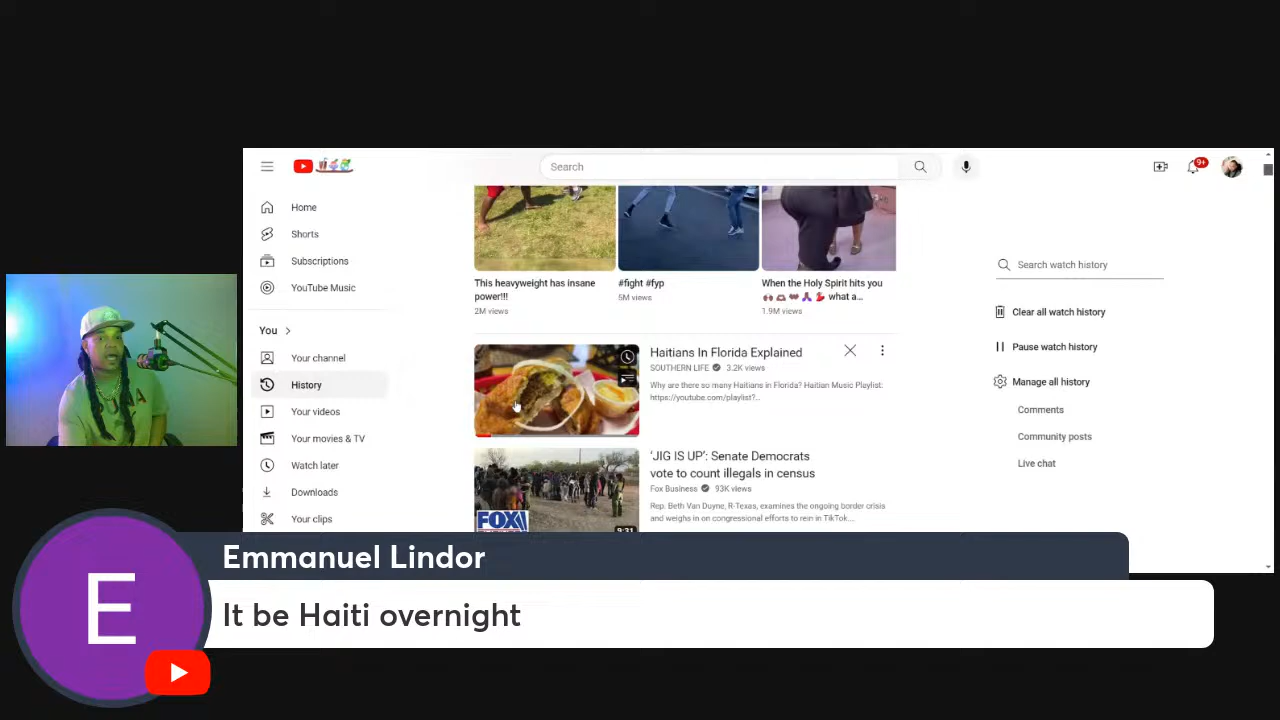 Search
9+
Home
Shorts
Subscriptions
YouTube Music
You
Your channel
History
Your videos
Your movies & TV
Watch later
Downloads
Your clips
This heavyweight has insane
power!!!
2M views
#fight #fyp
5M views
When the Holy Spirit hits you
what a...
1.9M views
Haitians In Florida Explained
SOUTHERN LIFE 3.2K views
Why are there so many Haitians in Florida? Haitian Music Playlist:
https://youtube.com/playlist?...
'JIG IS UP': Senate Democrats
vote to count illegals in census
Fox Business 93K views
Rep. Beth Van Duyne, R-Texas, examines the ongoing border crisis
and weighs in on congressional efforts to rein in TikTok...
FOX
9:31
Search watch history
Clear all watch history
Pause watch history
Manage all history
Comments
Community posts
Live chat
E
Emmanuel Lindor
It be Haiti overnight